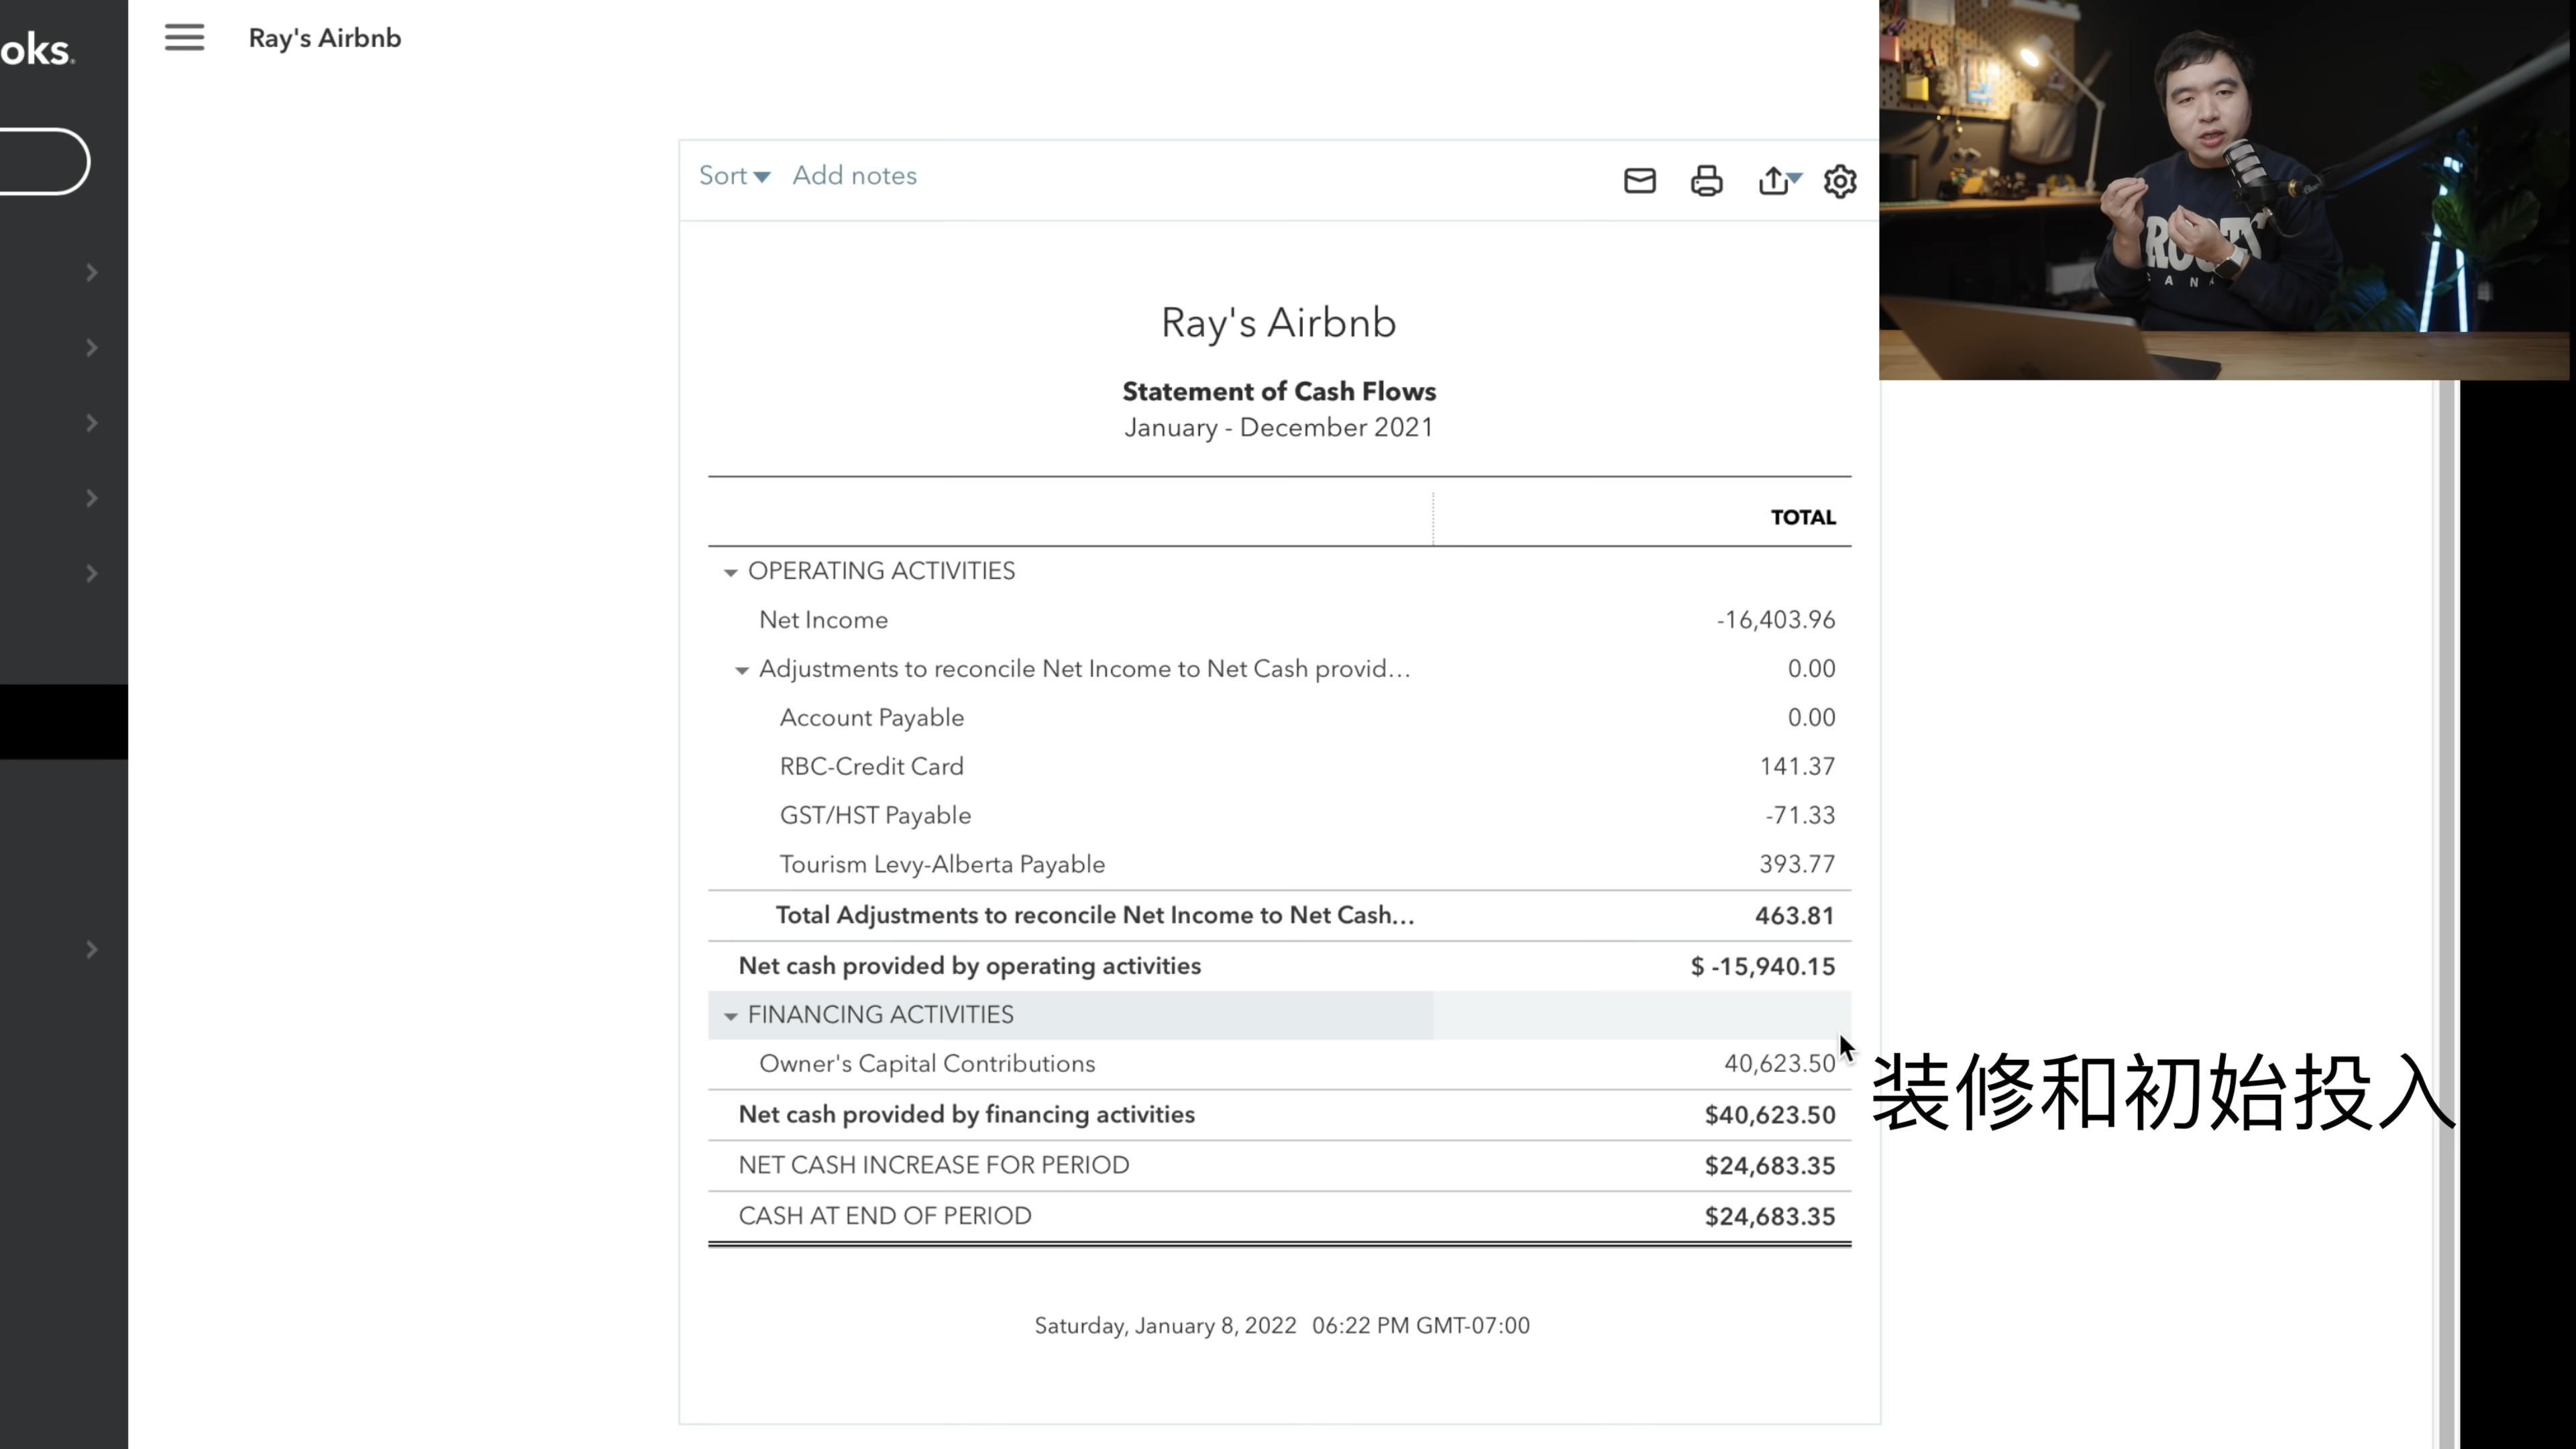 oks.
Ray's Airbnb
Sort Add notes
Ray's Airbnb
Statement of Cash Flows
January - December 2021
TOTAL
OPERATING ACTIVITIES
Net Income -16,403.96
Adjustments to reconcile Net Income to Net Cash provid... 0.00
Account Payable 0.00
RBC-Credit Card 141.37
GST/HST Payable -71.33
Tourism Levy-Alberta Payable 393.77
Total Adjustments to reconcile Net Income to Net Cash... 463.81
Net cash provided by operating activities $ -15,940.15
FINANCING ACTIVITIES
Owner's Capital Contributions 40,623.50
装修和初始投入
Net cash provided by financing activities $40,623.50
NET CASH INCREASE FOR PERIOD $24,683.35
CASH AT END OF PERIOD $24,683.35
Saturday, January 8, 2022 06:22 PM GMT-07:00